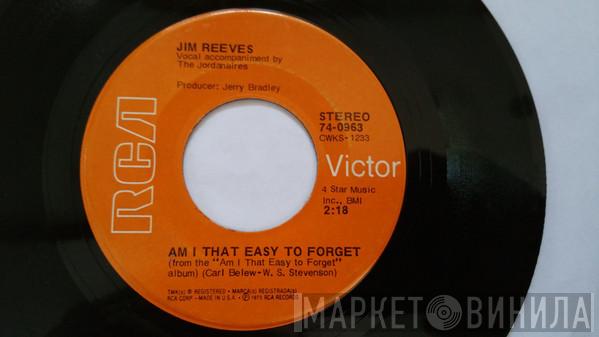 JIM REEVES
Vocal accompaniment by
The Jordanaires
Producer: Jerry Bradley
RCA
STEREO
74-0963
CWKS-1233
Victor
4 Star Music
Inc., BMI
2:18
AM I THAT EASY TO FORGET
(from the "Am I That Easy to Forget"
album) (Carl Belew-W. S. Stevenson)
TMK(s) ® REGISTERED • MARCA(s) REGISTRADA(s)
RCA CORP.-MADE IN U.S.A. • ℗ 1973 RCA RECORDS
МАРКЕТ ВИНИЛА